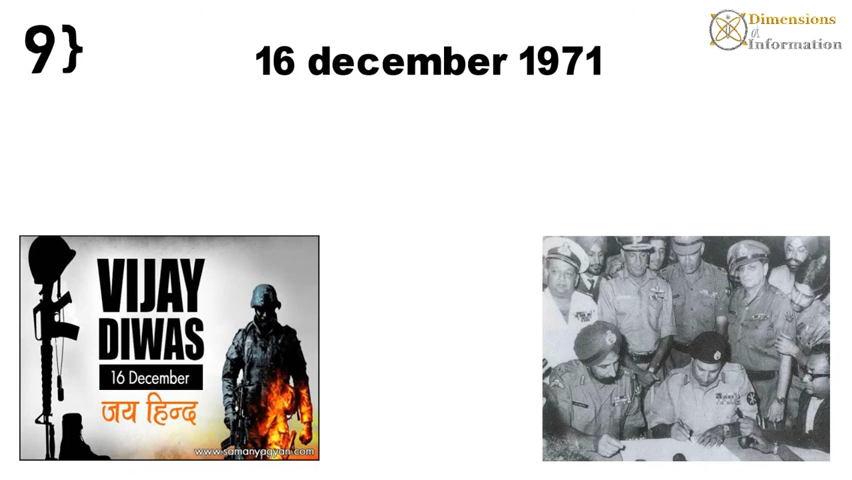 9}
16 december 1971
Dimensions
of
Information
VIJAY
DIWAS
16 December
जय हिन्द
www.samanyagyan.com